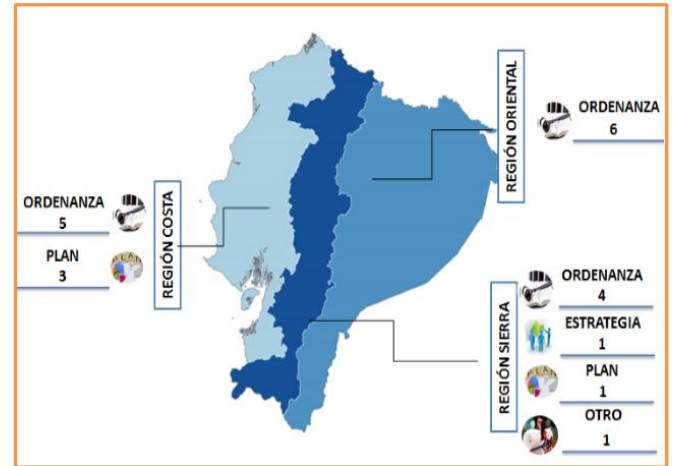 REGIÓN COSTA
ORDENANZA
5
PLAN
3
REGIÓN ORIENTAL
ORDENANZA
6
REGIÓN SIERRA
ORDENANZA
4
ESTRATEGIA
1
PLAN
1
OTRO
1